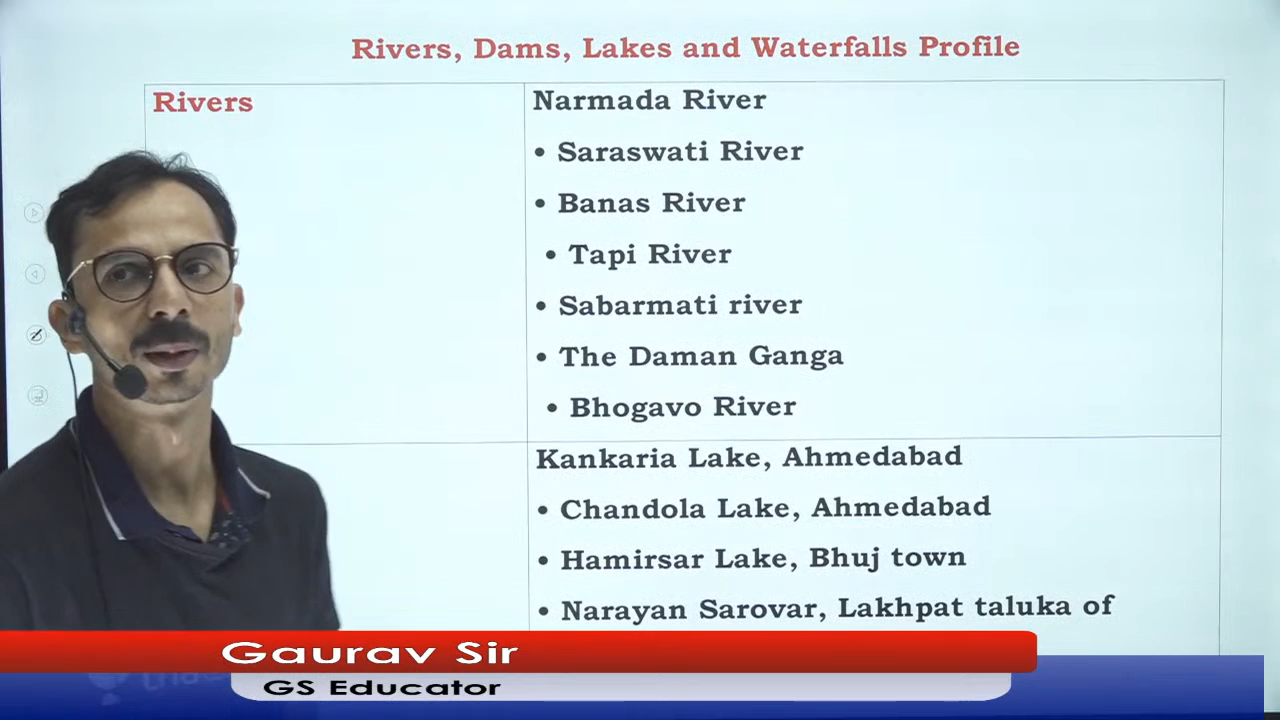 Rivers, Dams, Lakes and Waterfalls Profile
Rivers
Narmada River
• Saraswati River
• Banas River
• Tapi River
• Sabarmati river
• The Daman Ganga
• Bhogavo River
Kankaria Lake, Ahmedabad
• Chandola Lake, Ahmedabad
• Hamirsar Lake, Bhuj town
• Narayan Sarovar, Lakhpat taluka of
Gaurav Sir
GS Educator